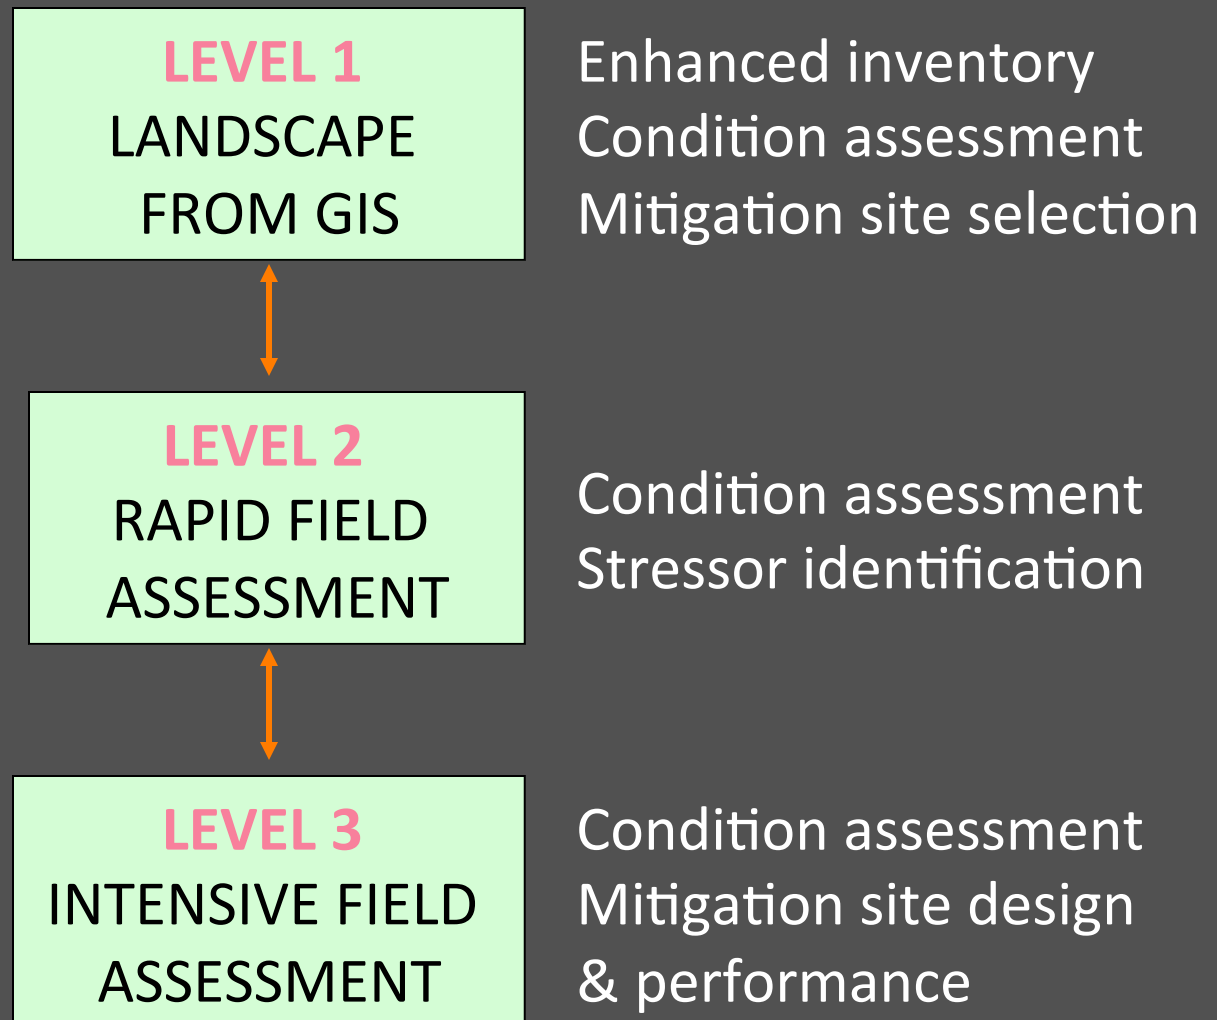 LEVEL 1
LANDSCAPE
FROM GIS
Enhanced inventory
Condition assessment
Mitigation site selection
LEVEL 2
RAPID FIELD
ASSESSMENT
Condition assessment
Stressor identification
LEVEL 3
INTENSIVE FIELD
ASSESSMENT
Condition assessment
Mitigation site design
& performance